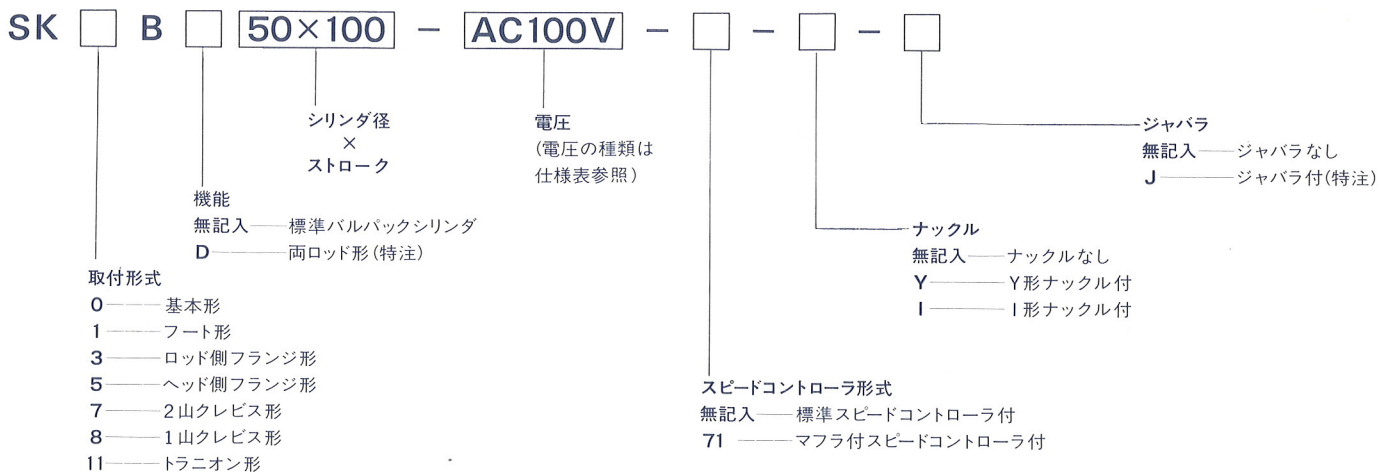 SK □ B □ 50×100 － AC100V － □ － □ － □
シリンダ径
×
ストローク
電圧
(電圧の種類は
仕様表参照)
ジャバラ
無記入――ジャバラなし
J――ジャバラ付(特注)
機能
無記入――標準バルパックシリンダ
D――両ロッド形(特注)
ナックル
無記入――ナックルなし
Y――Y形ナックル付
I――I形ナックル付
取付形式
0――基本形
1――フート形
3――ロッド側フランジ形
5――ヘッド側フランジ形
7――2山クレビス形
8――1山クレビス形
11――トラニオン形
スピードコントローラ形式
無記入――標準スピードコントローラ付
71――マフラ付スピードコントローラ付